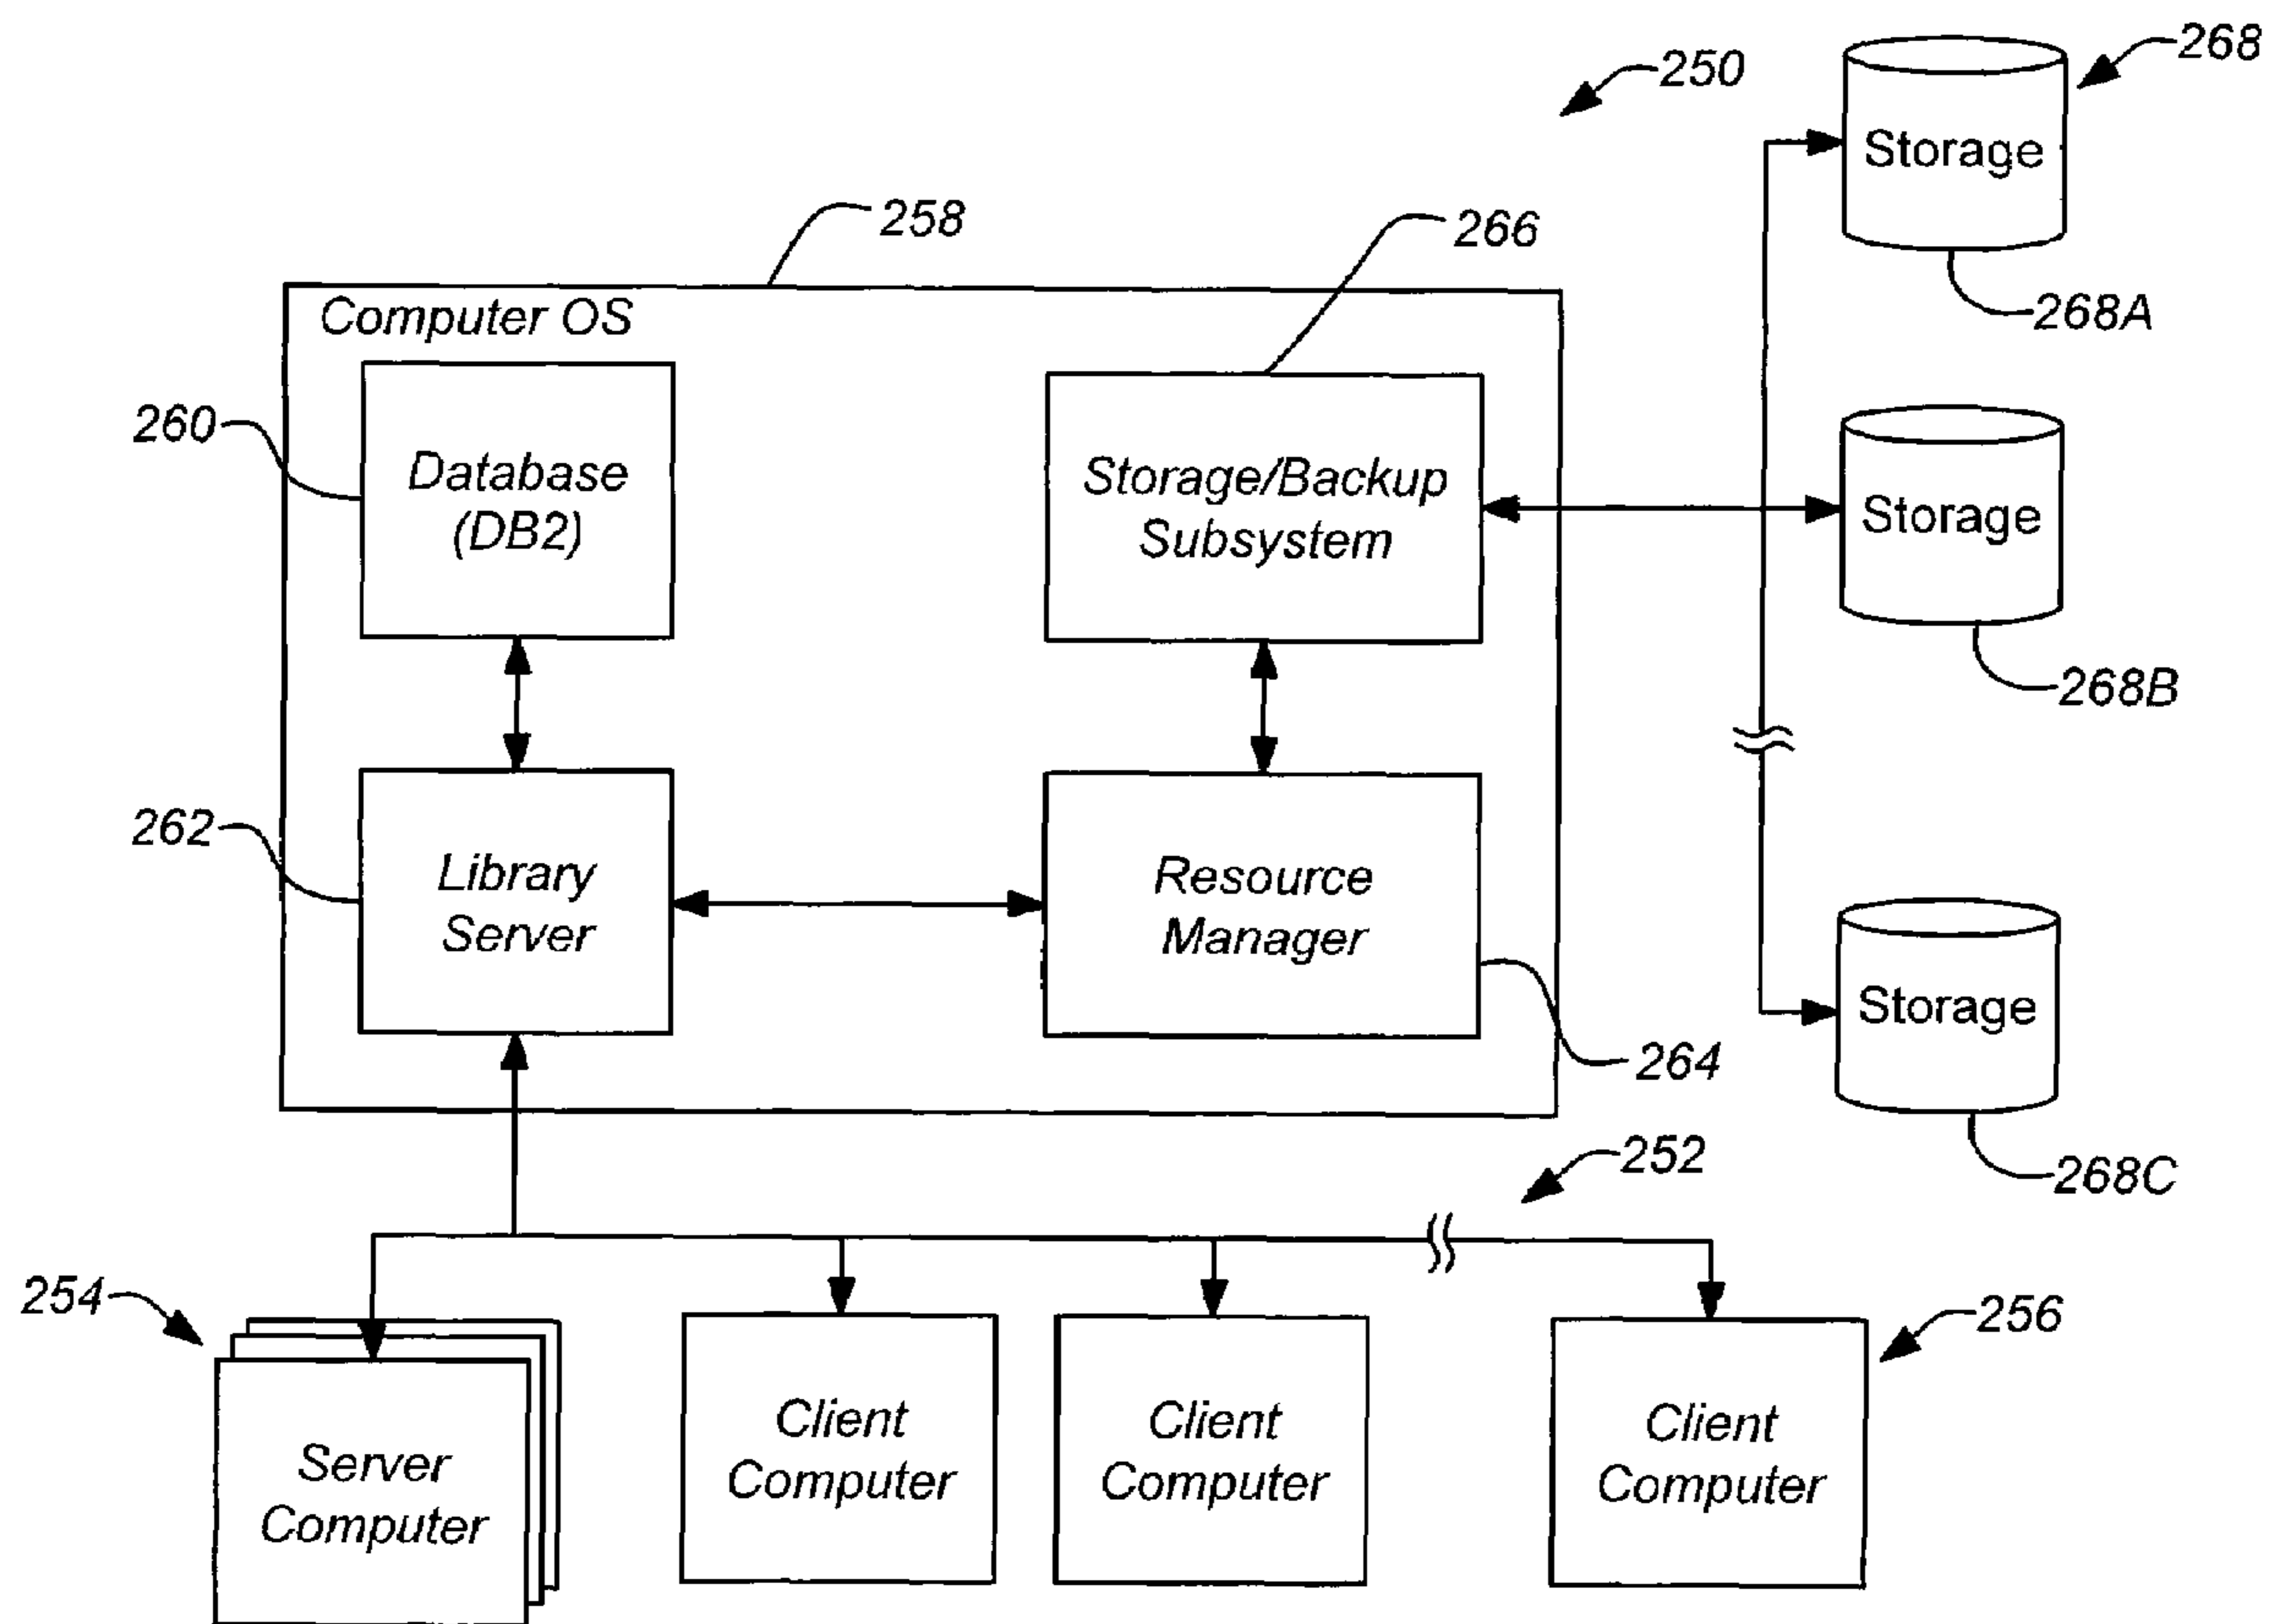 268
250
Storage
258
266
268A
Computer OS
260
Database
(DB2)
Storage/Backup
Subsystem
Storage
268B
262
Library
Server
Resource
Manager
Storage
264
252
268C
254
256
Server
Computer
Client
Computer
Client
Computer
Client
Computer